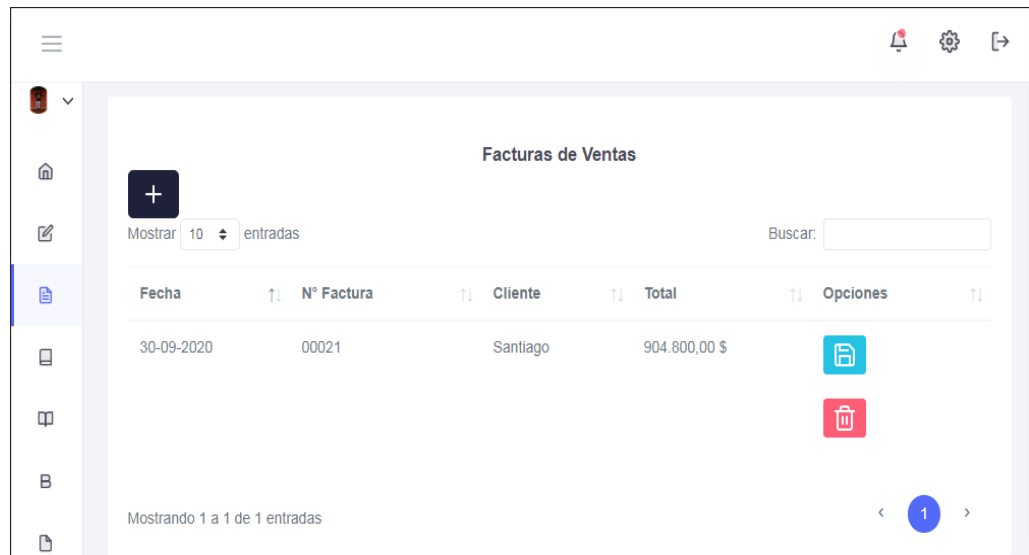 Facturas de Ventas
Mostrar 10 entradas
Buscar:
Fecha N° Factura Cliente Total Opciones
30-09-2020 00021 Santiago 904.800,00 $
B
Mostrando 1 a 1 de 1 entradas
‹ 1 ›